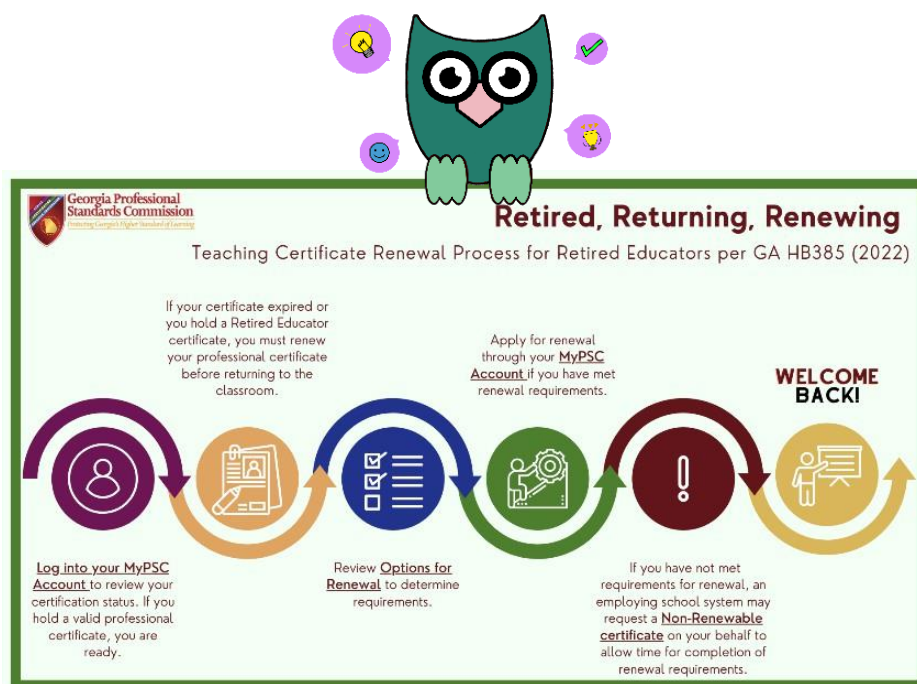 Georgia Professional
Standards Commission
Protecting Georgia's Higher Standard of Learning
Retired, Returning, Renewing
Teaching Certificate Renewal Process for Retired Educators per GA HB385 (2022)
If your certificate expired or
you hold a Retired Educator
certificate, you must renew
your professional certificate
before returning to the
classroom.
Apply for renewal
through your MyPSC
Account if you have met
renewal requirements.
WELCOME
BACK!
Log into your MyPSC
Account to review your
certification status. If you
hold a valid professional
certificate, you are
ready.
Review Options for
Renewal to determine
requirements.
If you have not met
requirements for renewal, an
employing school system may
request a Non-Renewable
certificate on your behalf to
allow time for completion of
renewal requirements.